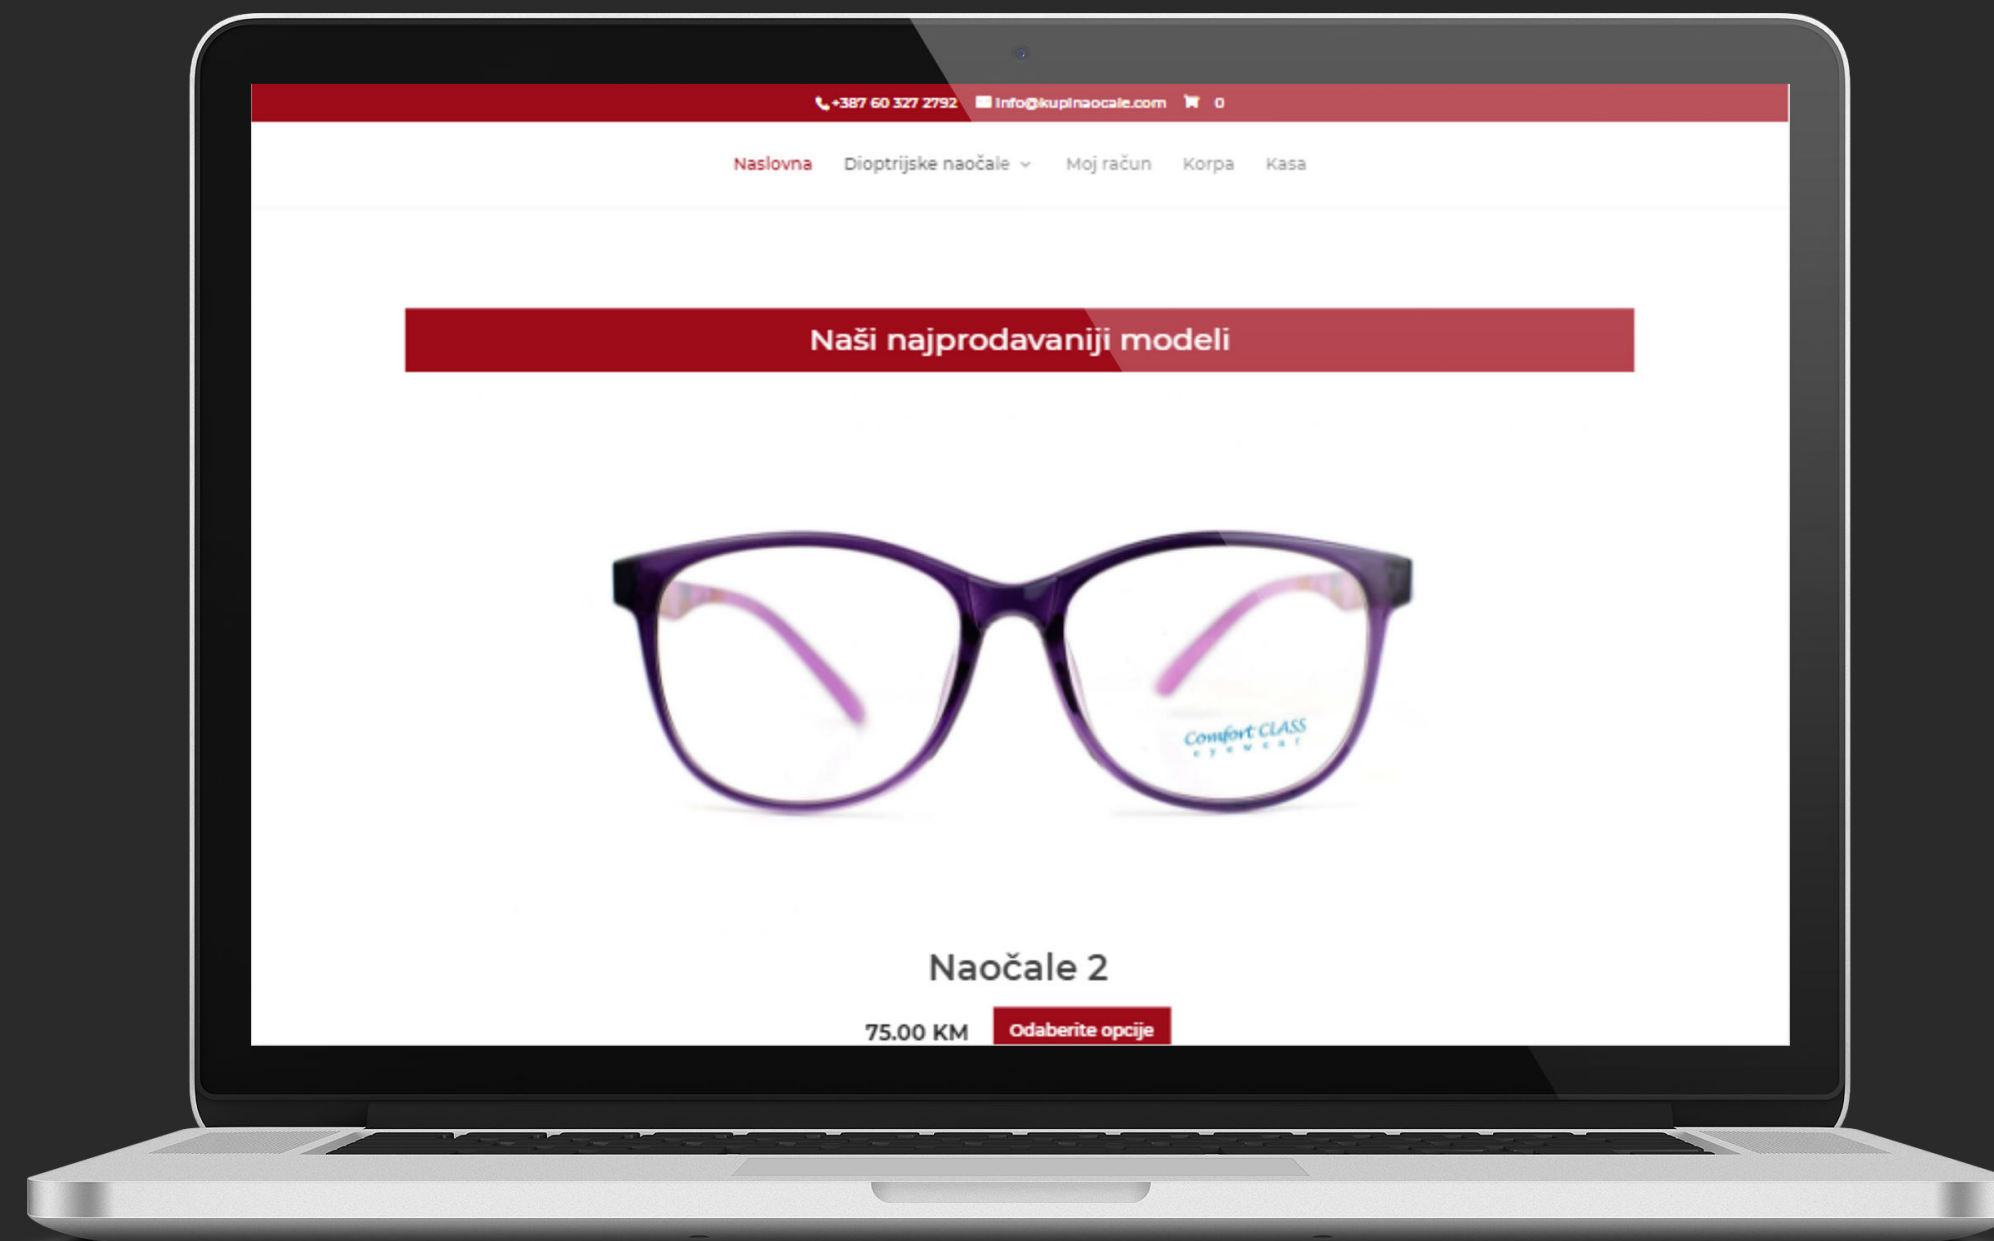 +387 60 327 2792 info@kupinaocale.com 0
Naslovna Dioptrijske naočale Moj račun Korpa Kasa
Naši najprodavaniji modeli
Comfort CLASS
eyewear
Naočale 2
75.00 KM Odaberite opcije